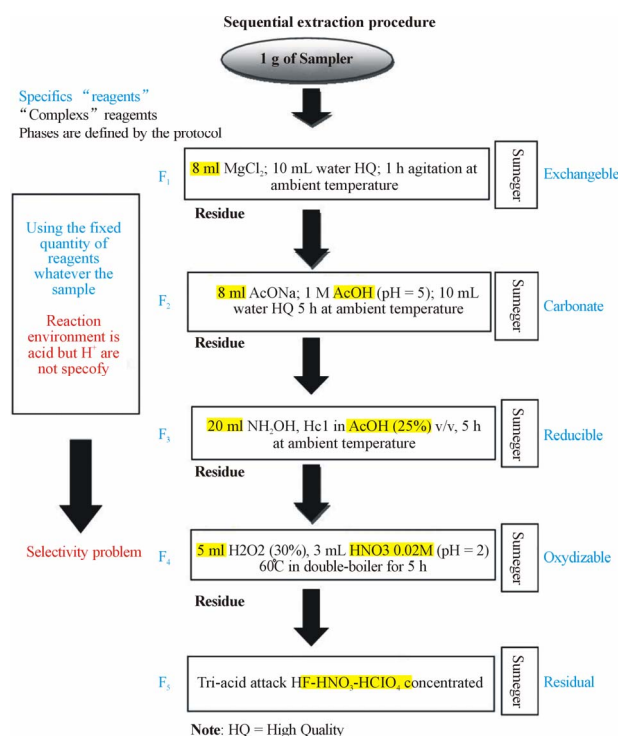 Sequential extraction procedure
1 g of Sampler
Specifics “reagents”
“Complexs” reagemts
Phases are defined by the protocol
F₁
8 ml MgCl₂; 10 mL water HQ; 1 h agitation at
ambient temperature
Sumeger
Exchangeble
Residue
Using the fixed
quantity of
reagents
whatever the
sample
Reaction
environment is
acid but H⁺ are
not specofy
F₂
8 ml AcONa; 1 M AcOH (pH = 5); 10 mL
water HQ 5 h at ambient temperature
Sumeger
Carbonate
Residue
F₃
20 ml NH₂OH, Hc1 in AcOH (25%) v/v, 5 h
at ambient temperature
Sumeger
Reducible
Residue
Selectivity problem
F₄
5 ml H2O2 (30%), 3 mL HNO3 0.02M (pH = 2)
60°C in double-boiler for 5 h
Sumeger
Oxydizable
Residue
F₅
Tri-acid attack HF-HNO₃-HClO₄ concentrated
Sumeger
Residual
Note: HQ = High Quality